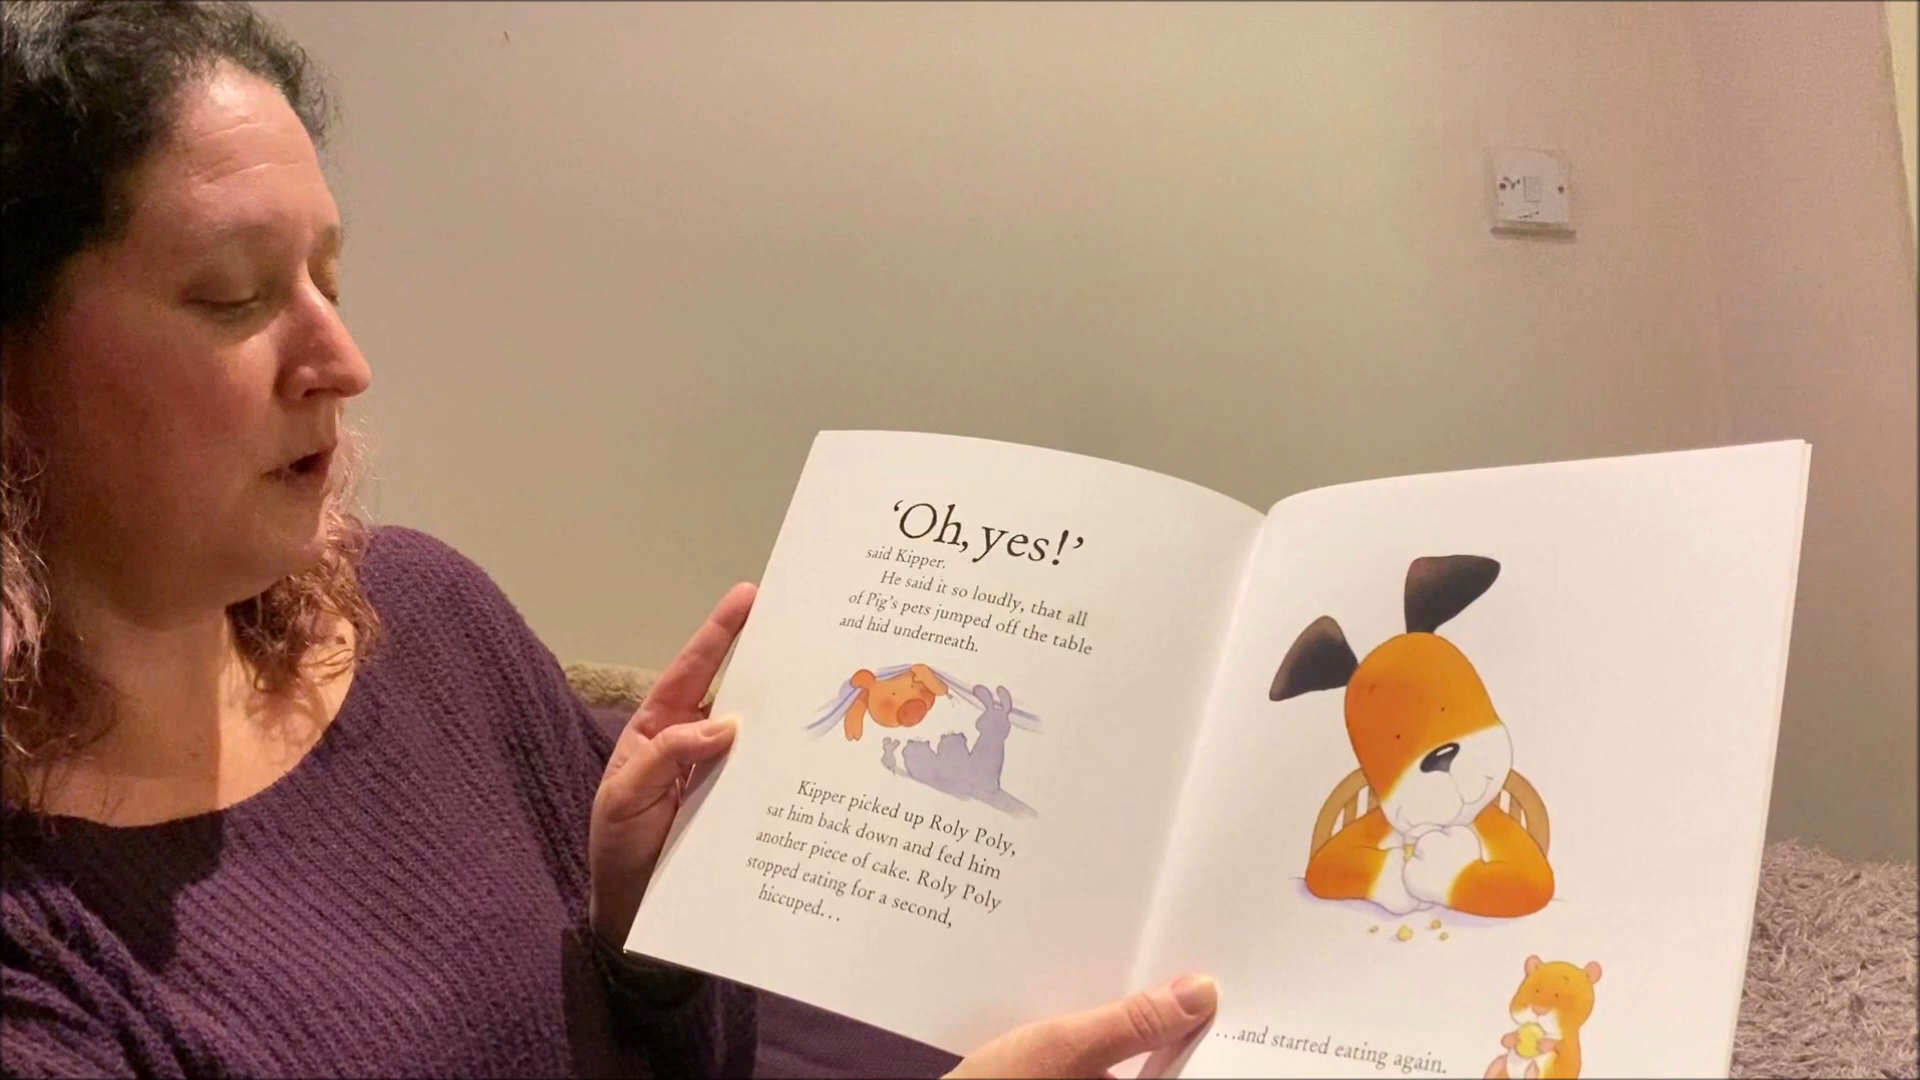 ‘Oh, yes!’
said Kipper.
He said it so loudly, that all
of Pig’s pets jumped off the table
and hid underneath.
Kipper picked up Roly Poly,
sat him back down and fed him
another piece of cake. Roly Poly
stopped eating for a second,
hiccuped…
…and started eating again.